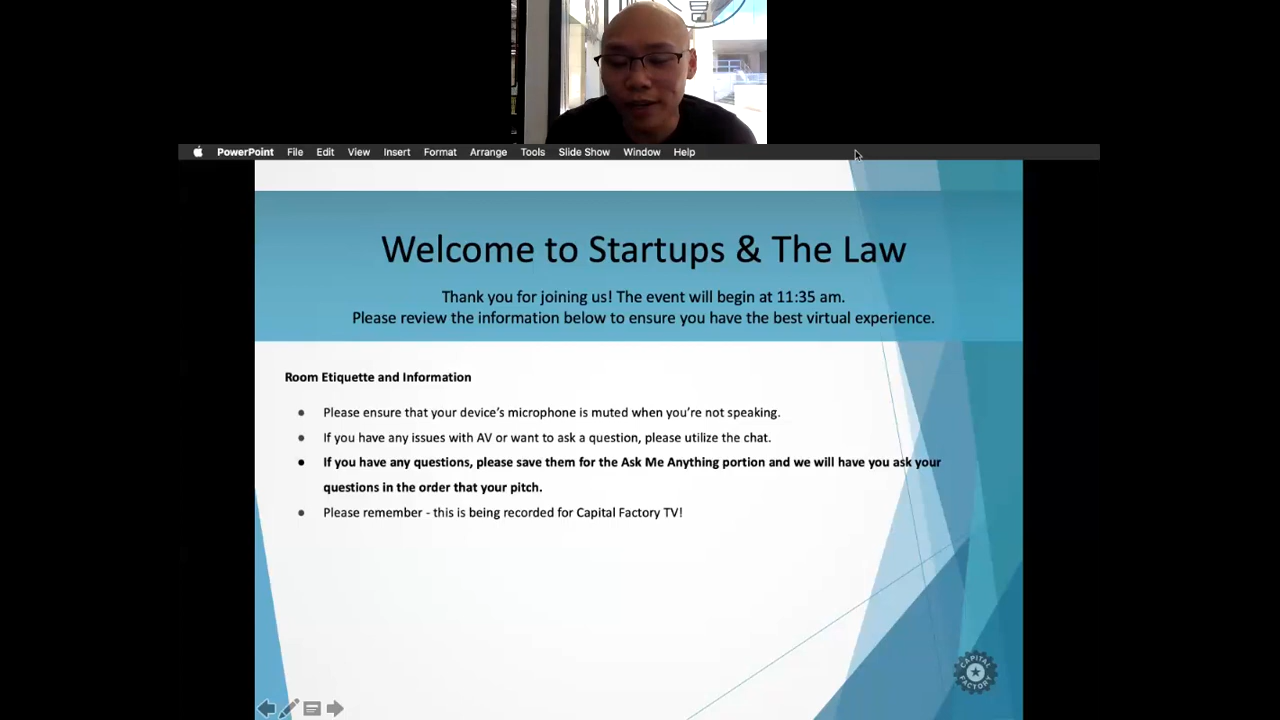 PowerPoint File Edit View Insert Format Arrange Tools Slide Show Window Help
Welcome to Startups & The Law
Thank you for joining us! The event will begin at 11:35 am.
Please review the information below to ensure you have the best virtual experience.
Room Etiquette and Information
● Please ensure that your device's microphone is muted when you're not speaking.
● If you have any issues with AV or want to ask a question, please utilize the chat.
● If you have any questions, please save them for the Ask Me Anything portion and we will have you ask your
questions in the order that your pitch.
● Please remember - this is being recorded for Capital Factory TV!
CAPITAL
FACTORY